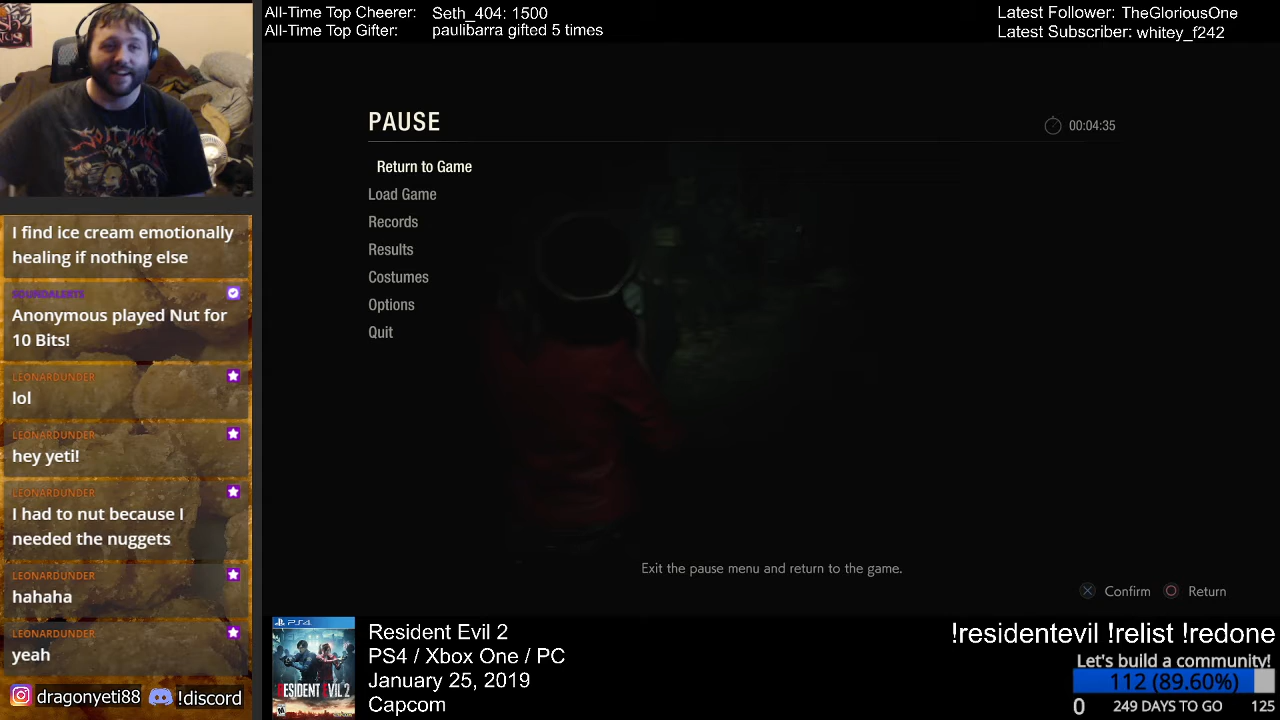 All-Time Top Cheerer: Seth_404: 1500
All-Time Top Gifter: paulibarra gifted 5 times
Latest Follower: TheGloriousOne
Latest Subscriber: whitey_f242
PAUSE
00:04:35
Return to Game
Load Game
Records
Results
Costumes
Options
Quit
Exit the pause menu and return to the game.
Confirm Return
I find ice cream emotionally
healing if nothing else
SOUNDALERTS
Anonymous played Nut for
10 Bits!
LEONARDUNDER
lol
LEONARDUNDER
hey yeti!
LEONARDUNDER
I had to nut because I
needed the nuggets
LEONARDUNDER
hahaha
LEONARDUNDER
yeah
dragonyeti88 !discord
PS4
RESIDENT EVIL 2
Resident Evil 2
PS4 / Xbox One / PC
January 25, 2019
Capcom
!residentevil !relist !redone
Let's build a community!
112 (89.60%)
0 249 DAYS TO GO 125